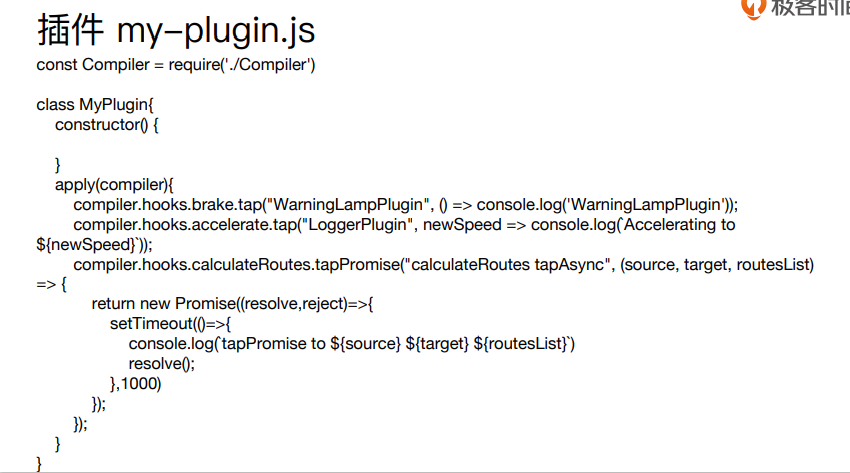 极客时间
插件 my-plugin.js
const Compiler = require('./Compiler')
class MyPlugin{
constructor() {
}
apply(compiler){
compiler.hooks.brake.tap("WarningLampPlugin", () => console.log('WarningLampPlugin'));
compiler.hooks.accelerate.tap("LoggerPlugin", newSpeed => console.log(`Accelerating to
${newSpeed}`));
compiler.hooks.calculateRoutes.tapPromise("calculateRoutes tapAsync", (source, target, routesList)
=> {
return new Promise((resolve,reject)=>{
setTimeout(()=>{
console.log(`tapPromise to ${source} ${target} ${routesList}`)
resolve();
},1000)
});
});
}
}